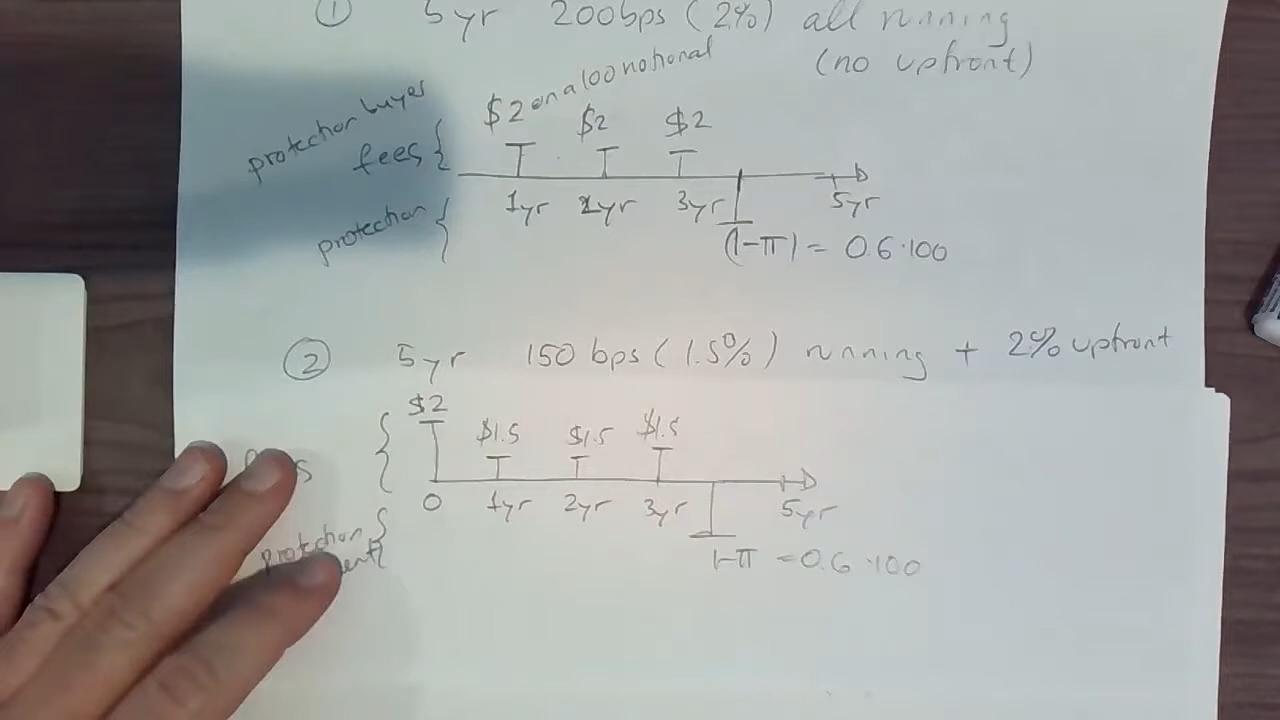 ① 5yr 200bps (2%) all running
(no upfront)
$2 on a 100 notional
protection buyer
fees { $2 $2
1yr 2yr 3yr 5yr
protection {
(1-π) = 0.6·100
② 5yr 150 bps (1.5%) running + 2% upfront
$2
$1.5 $1.5 $1.5
0 1yr 2yr 3yr 5yr
protection
1-π = 0.6·100